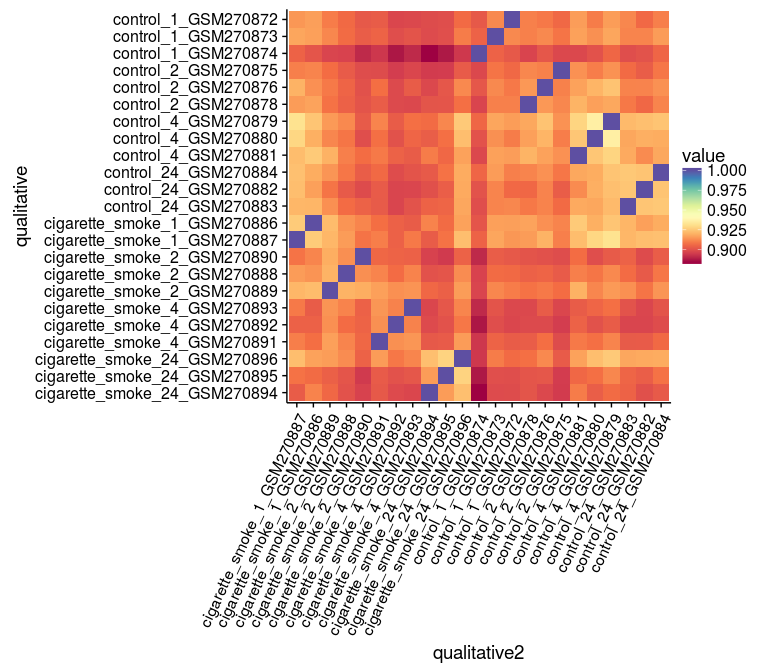 control_1_GSM270872
control_1_GSM270873
control_1_GSM270874
control_2_GSM270875
control_2_GSM270876
control_2_GSM270878
control_4_GSM270879
control_4_GSM270880
control_4_GSM270881
control_24_GSM270884
control_24_GSM270882
control_24_GSM270883
cigarette_smoke_1_GSM270886
cigarette_smoke_1_GSM270887
cigarette_smoke_2_GSM270890
cigarette_smoke_2_GSM270888
cigarette_smoke_2_GSM270889
cigarette_smoke_4_GSM270893
cigarette_smoke_4_GSM270892
cigarette_smoke_4_GSM270891
cigarette_smoke_24_GSM270896
cigarette_smoke_24_GSM270895
cigarette_smoke_24_GSM270894
qualitative
value
1.000
0.975
0.950
0.925
0.900
cigarette_smoke_1_GSM270887
cigarette_smoke_1_GSM270886
cigarette_smoke_2_GSM270889
cigarette_smoke_2_GSM270888
cigarette_smoke_2_GSM270890
cigarette_smoke_4_GSM270891
cigarette_smoke_4_GSM270892
cigarette_smoke_4_GSM270893
cigarette_smoke_24_GSM270894
cigarette_smoke_24_GSM270895
cigarette_smoke_24_GSM270896
control_1_GSM270874
control_1_GSM270873
control_1_GSM270872
control_2_GSM270878
control_2_GSM270876
control_2_GSM270875
control_4_GSM270881
control_4_GSM270880
control_4_GSM270879
control_24_GSM270883
control_24_GSM270882
control_24_GSM270884
qualitative2